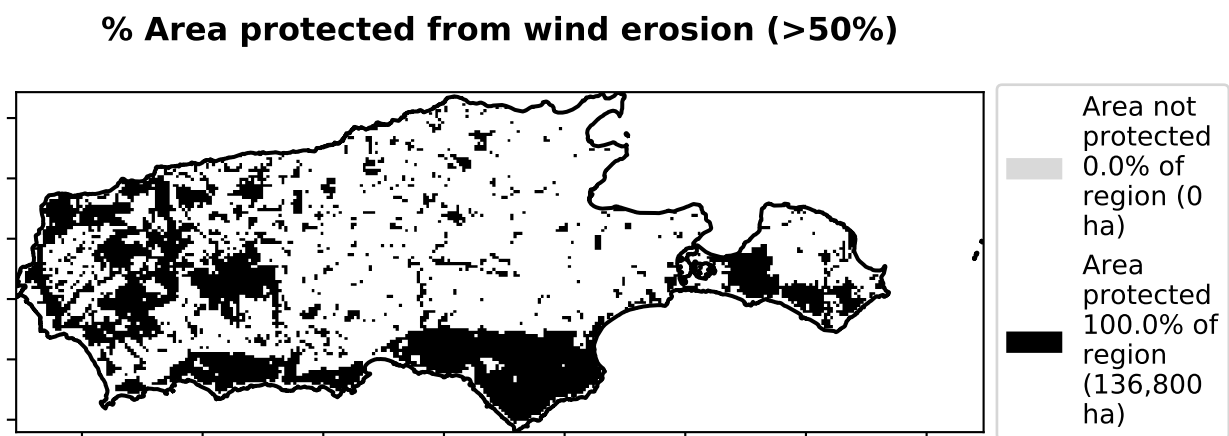 % Area protected from wind erosion (>50%)
Area not
protected
0.0% of
region (0
ha)
Area
protected
100.0% of
region
(136,800
ha)